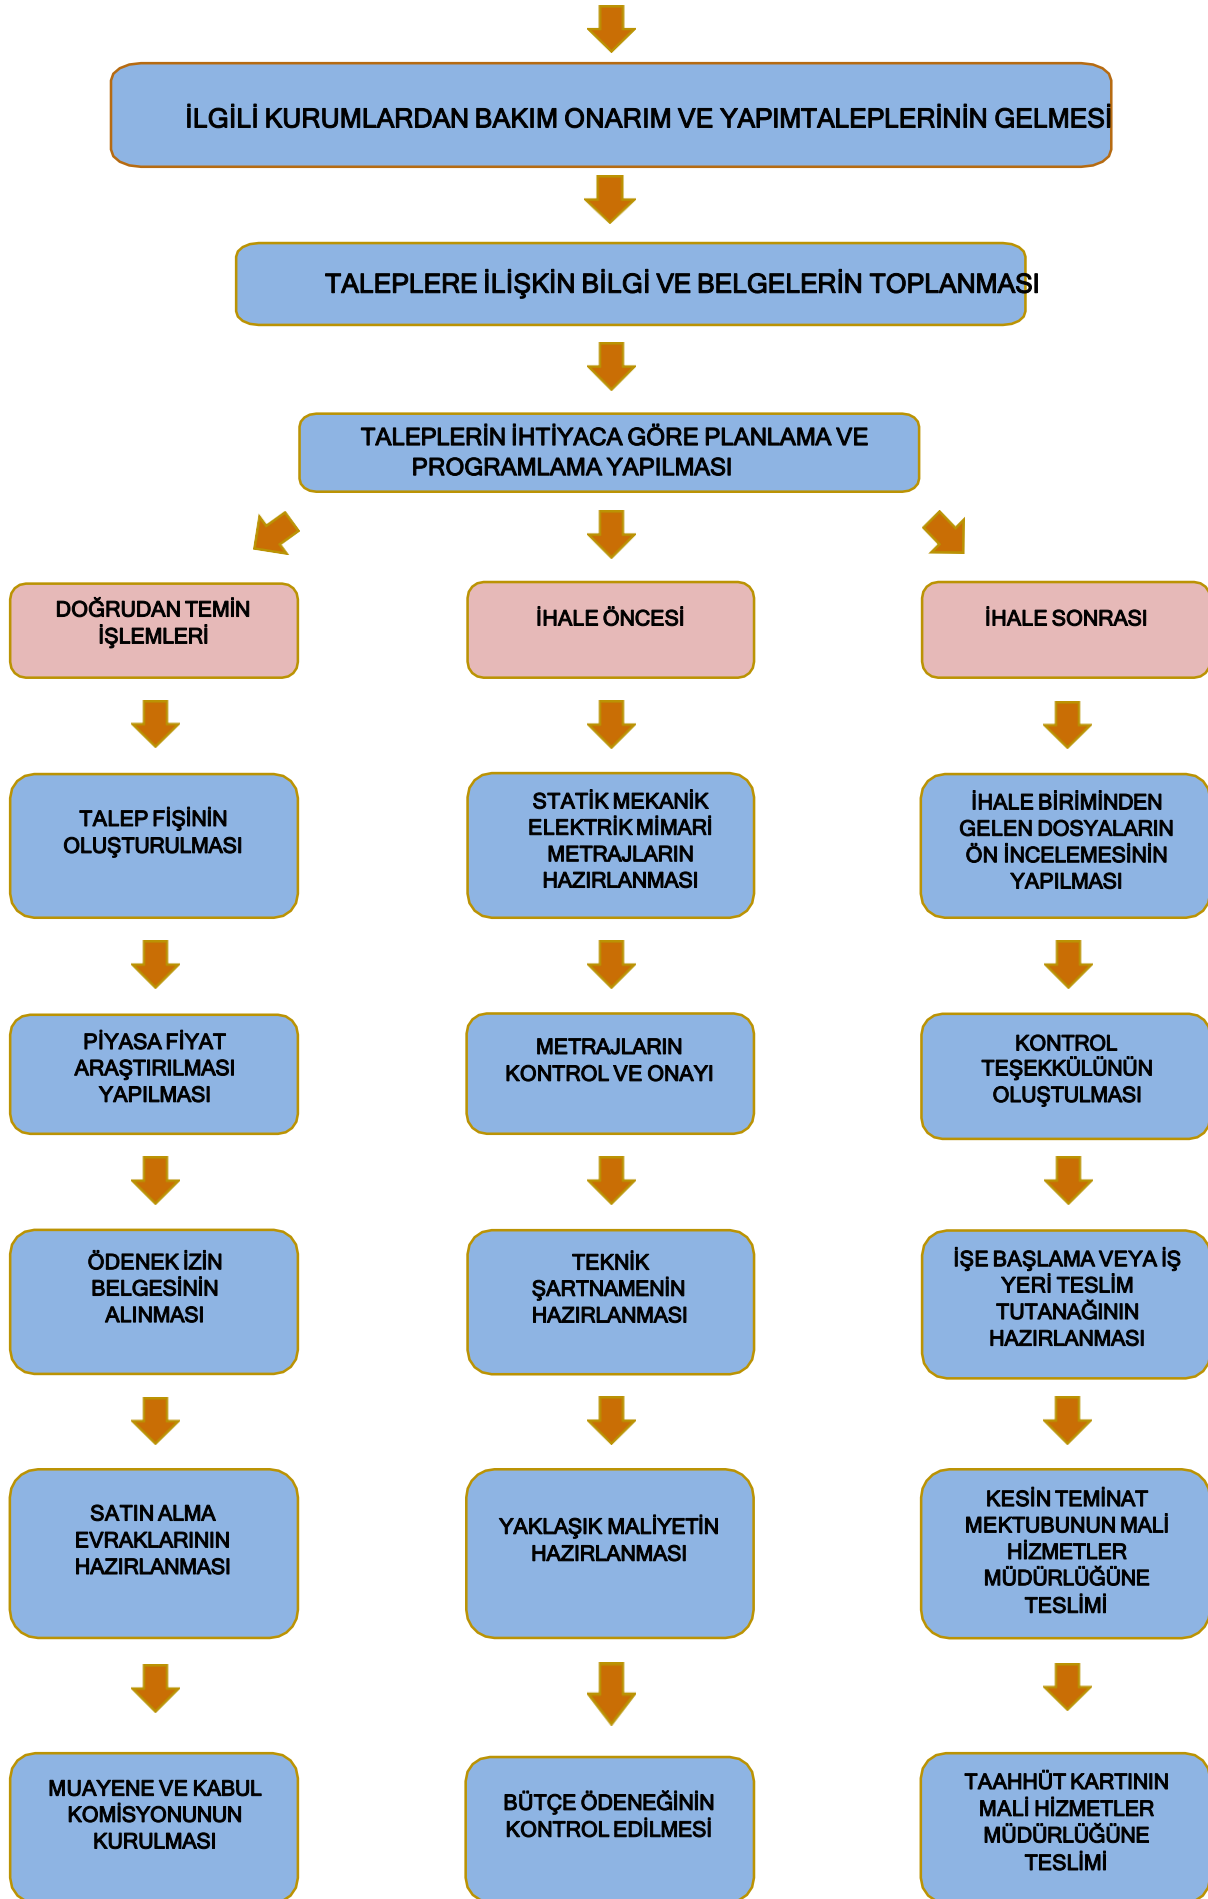 İLGİLİ KURUMLARDAN BAKIM ONARIM VE YAPIMTALEPLERİNİN GELMESİ
TALEPLERE İLİŞKİN BİLGİ VE BELGELERİN TOPLANMASI
TALEPLERİN İHTİYACA GÖRE PLANLAMA VE
PROGRAMLAMA YAPILMASI
DOĞRUDAN TEMİN
İŞLEMLERİ
TALEP FİŞİNİN
OLUŞTURULMASI
PİYASA FİYAT
ARAŞTIRILMASI
YAPILMASI
ÖDENEK İZİN
BELGESİNİN
ALINMASI
SATIN ALMA
EVRAKLARININ
HAZIRLANMASI
MUAYENE VE KABUL
KOMİSYONUNUN
KURULMASI
İHALE ÖNCESİ
STATİK MEKANİK
ELEKTRİK MİMARİ
METRAJLARIN
HAZIRLANMASI
METRAJLARIN
KONTROL VE ONAYI
TEKNİK
ŞARTNAMENİN
HAZIRLANMASI
YAKLAŞIK MALİYETİN
HAZIRLANMASI
BÜTÇE ÖDENEĞİNİN
KONTROL EDİLMESİ
İHALE SONRASI
İHALE BİRİMİNDEN
GELEN DOSYALARIN
ÖN İNCELEMESİNİN
YAPILMASI
KONTROL
TEŞEKKÜLÜNÜN
OLUŞTULMASI
İŞE BAŞLAMA VEYA İŞ
YERİ TESLİM
TUTANAĞININ
HAZIRLANMASI
KESİN TEMİNAT
MEKTUBUNUN MALİ
HİZMETLER
MÜDÜRLÜĞÜNE
TESLİMİ
TAAHHÜT KARTININ
MALİ HİZMETLER
MÜDÜRLÜĞÜNE
TESLİMİ